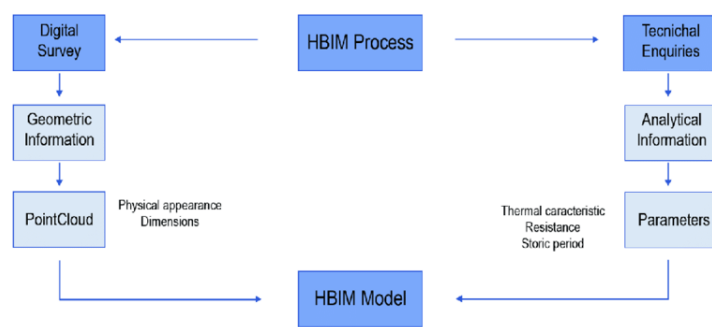 Digital
Survey
HBIM Process
Tecnichal
Enquiries
Geometric
Information
Analytical
Information
PointCloud
Physical appearance
Dimensions
Thermal caracteristic
Resistance
Storic period
Parameters
HBIM Model